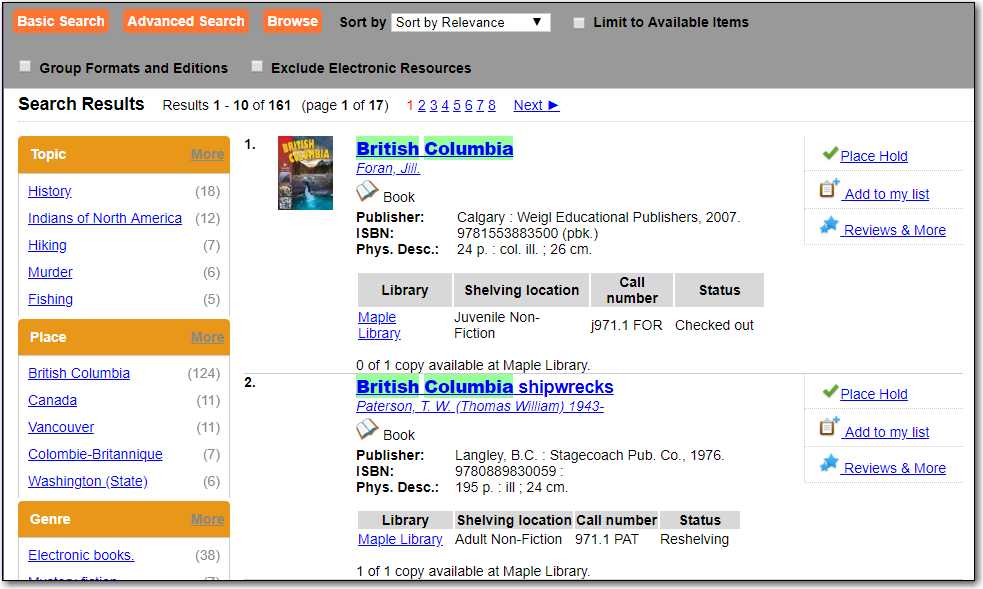 Basic Search Advanced Search Browse Sort by Sort by Relevance ▼ Limit to Available Items
Group Formats and Editions Exclude Electronic Resources
Search Results Results 1 - 10 of 161 (page 1 of 17) 1 2 3 4 5 6 7 8 Next ►
Topic More
History (18)
Indians of North America (12)
Hiking (7)
Murder (6)
Fishing (5)
Place More
British Columbia (124)
Canada (11)
Vancouver (11)
Colombie-Britannique (7)
Washington (State) (6)
Genre More
Electronic books. (38)
Mystery fiction (7)
1.
BRITISH
COLUMBIA
British Columbia
Foran, Jill.
Book
Publisher: Calgary : Weigl Educational Publishers, 2007.
ISBN: 9781553883500 (pbk.)
Phys. Desc.: 24 p. : col. ill. ; 26 cm.
Library Shelving location Call number Status
Maple Library Juvenile Non-Fiction j971.1 FOR Checked out
0 of 1 copy available at Maple Library.
Place Hold
Add to my list
Reviews & More
2.
British Columbia shipwrecks
Paterson, T. W. (Thomas William) 1943-
Book
Publisher: Langley, B.C. : Stagecoach Pub. Co., 1976.
ISBN: 9780889830059 :
Phys. Desc.: 195 p. : ill ; 24 cm.
Library Shelving location Call number Status
Maple Library Adult Non-Fiction 971.1 PAT Reshelving
1 of 1 copy available at Maple Library.
Place Hold
Add to my list
Reviews & More